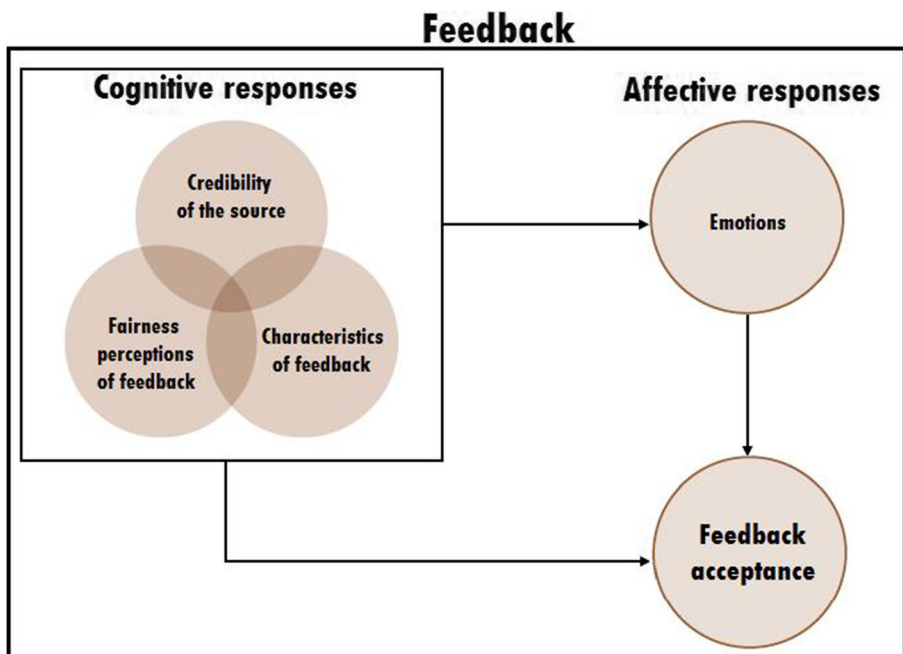 Feedback
Cognitive responses
Credibility
of the source
Fairness
perceptions
of feedback
Characteristics
of feedback
Affective responses
Emotions
Feedback
acceptance